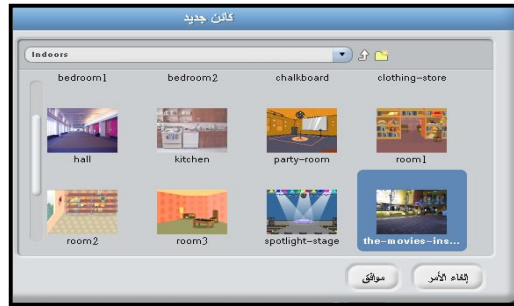 كائن جديد
Indoors
bedroom1 bedroom2 chalkboard clothing-store
hall kitchen party-room room1
room2 room3 spotlight-stage the-movies-ins...
إلغاء الأمر موافق